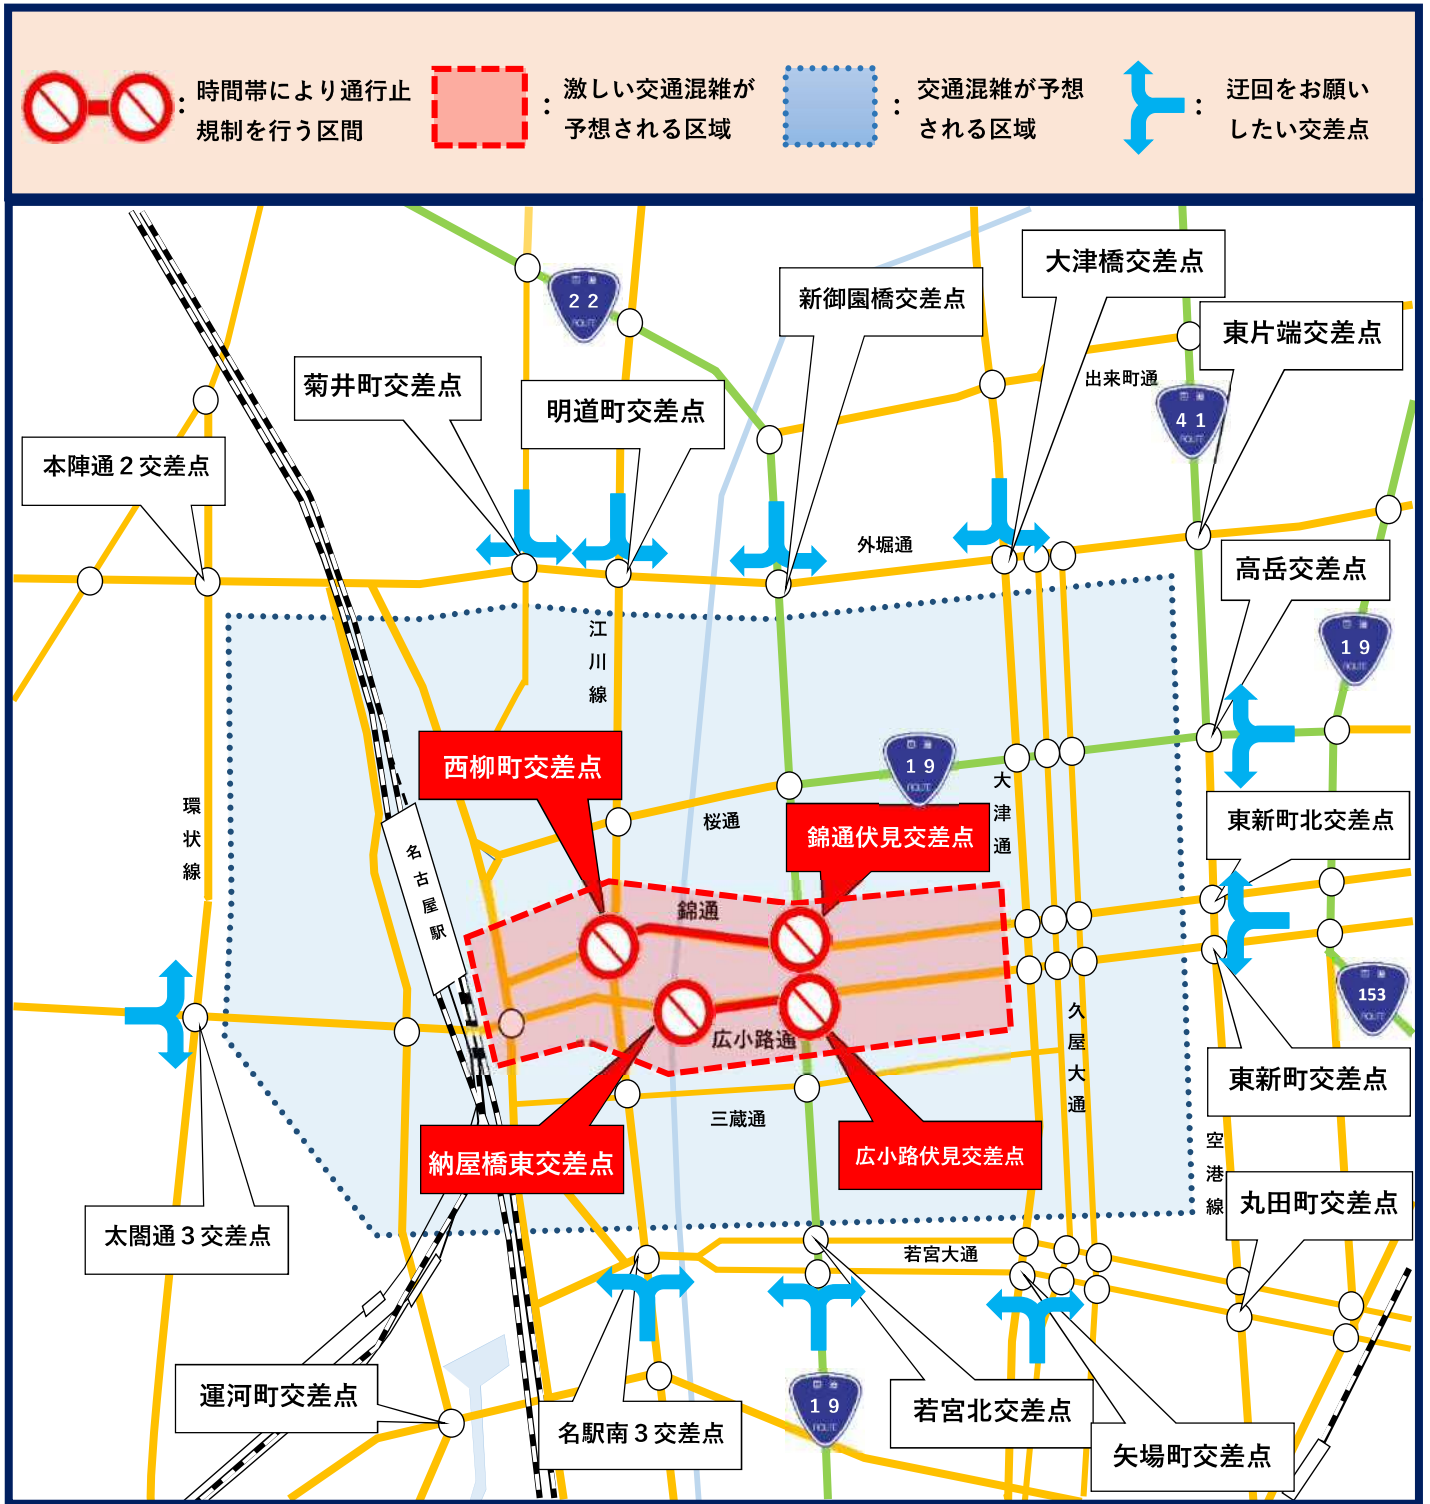 ：時間帯により通行止
規制を行う区間
：激しい交通混雑が
予想される区域
：交通混雑が予想
される区域
：迂回をお願い
したい交差点
大津橋交差点
新御園橋交差点
22
ROUTE
東片端交差点
菊井町交差点
出来町通
明道町交差点
41
ROUTE
本陣通２交差点
外堀通
高岳交差点
江川線
19
ROUTE
西柳町交差点
19
ROUTE
大津通
環状線
桜通
錦通伏見交差点
東新町北交差点
名古屋駅
錦通
153
ROUTE
久屋大通
広小路通
東新町交差点
三蔵通
空港線
納屋橋東交差点
広小路伏見交差点
丸田町交差点
太閤通３交差点
若宮大通
運河町交差点
19
ROUTE
若宮北交差点
名駅南３交差点
矢場町交差点